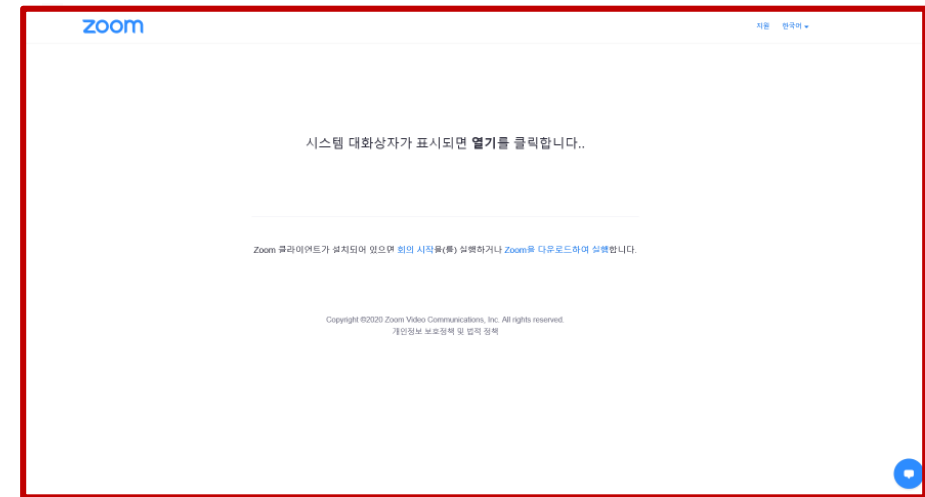 zoom
지원 한국어
시스템 대화상자가 표시되면 열기를 클릭합니다..
Zoom 클라이언트가 설치되어 있으면 회의 시작을(를) 실행하거나 Zoom을 다운로드하여 실행합니다.
Copyright ©2020 Zoom Video Communications, Inc. All rights reserved.
개인정보 보호정책 및 법적 정책